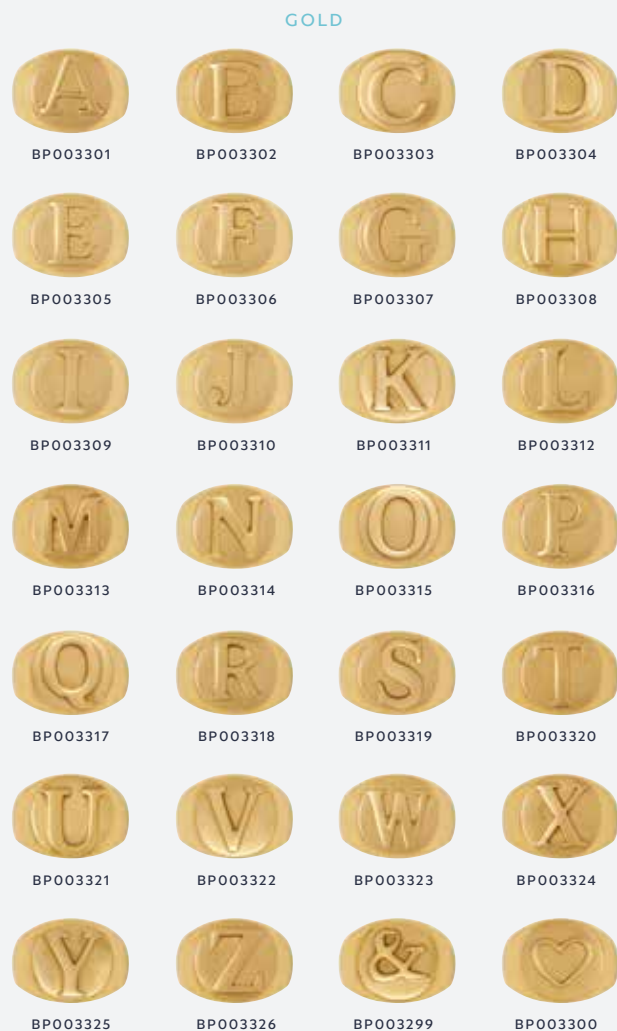 GOLD
A B C D
BP003301 BP003302 BP003303 BP003304
E F G H
BP003305 BP003306 BP003307 BP003308
I J K L
BP003309 BP003310 BP003311 BP003312
M N O P
BP003313 BP003314 BP003315 BP003316
Q R S T
BP003317 BP003318 BP003319 BP003320
U V W X
BP003321 BP003322 BP003323 BP003324
Y Z &
BP003325 BP003326 BP003299 BP003300